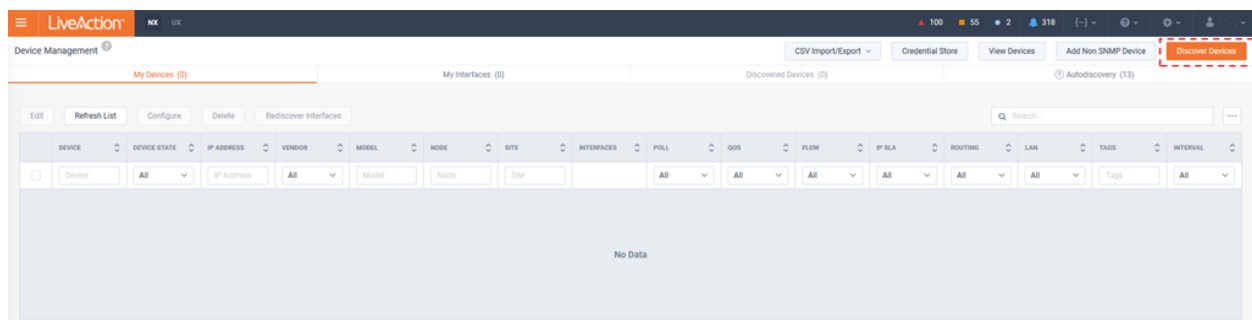 LiveAction NX UX 100 55 2 318 {--}
Device Management ? CSV Import/Export Credential Store View Devices Add Non SNMP Device Discover Devices
My Devices (0) My Interfaces (0) Discovered Devices (0) ? Autodiscovery (13)
Edit Refresh List Configure Delete Rediscover Interfaces Search... ...
DEVICE DEVICE STATE IP ADDRESS VENDOR MODEL NODE SITE INTERFACES POLL QOS FLOW IP SLA ROUTING LAN TAGS INTERVAL
Device All IP Address All Model Node Site All All All All All All Tags All
No Data